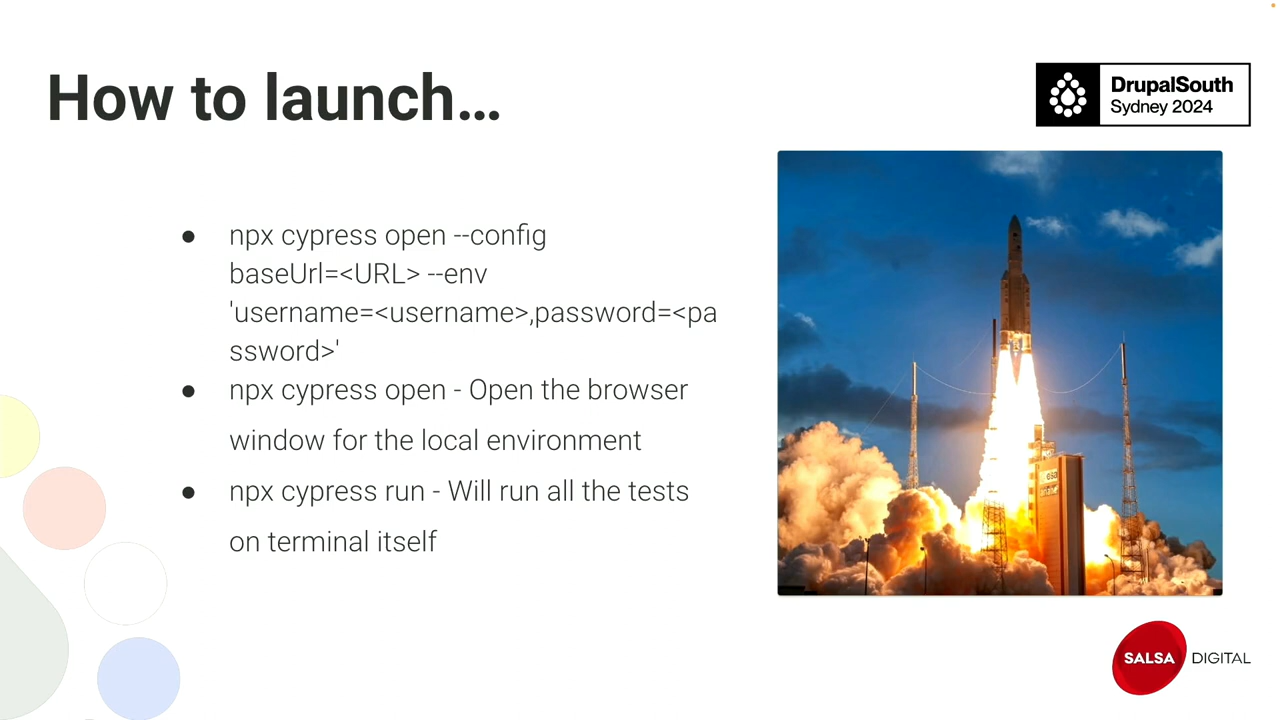 How to launch...
DrupalSouth
Sydney 2024
● npx cypress open --config
baseUrl=<URL> --env
'username=<username>,password=<pa
ssword>'
● npx cypress open - Open the browser
window for the local environment
● npx cypress run - Will run all the tests
on terminal itself
esa
SALSA DIGITAL